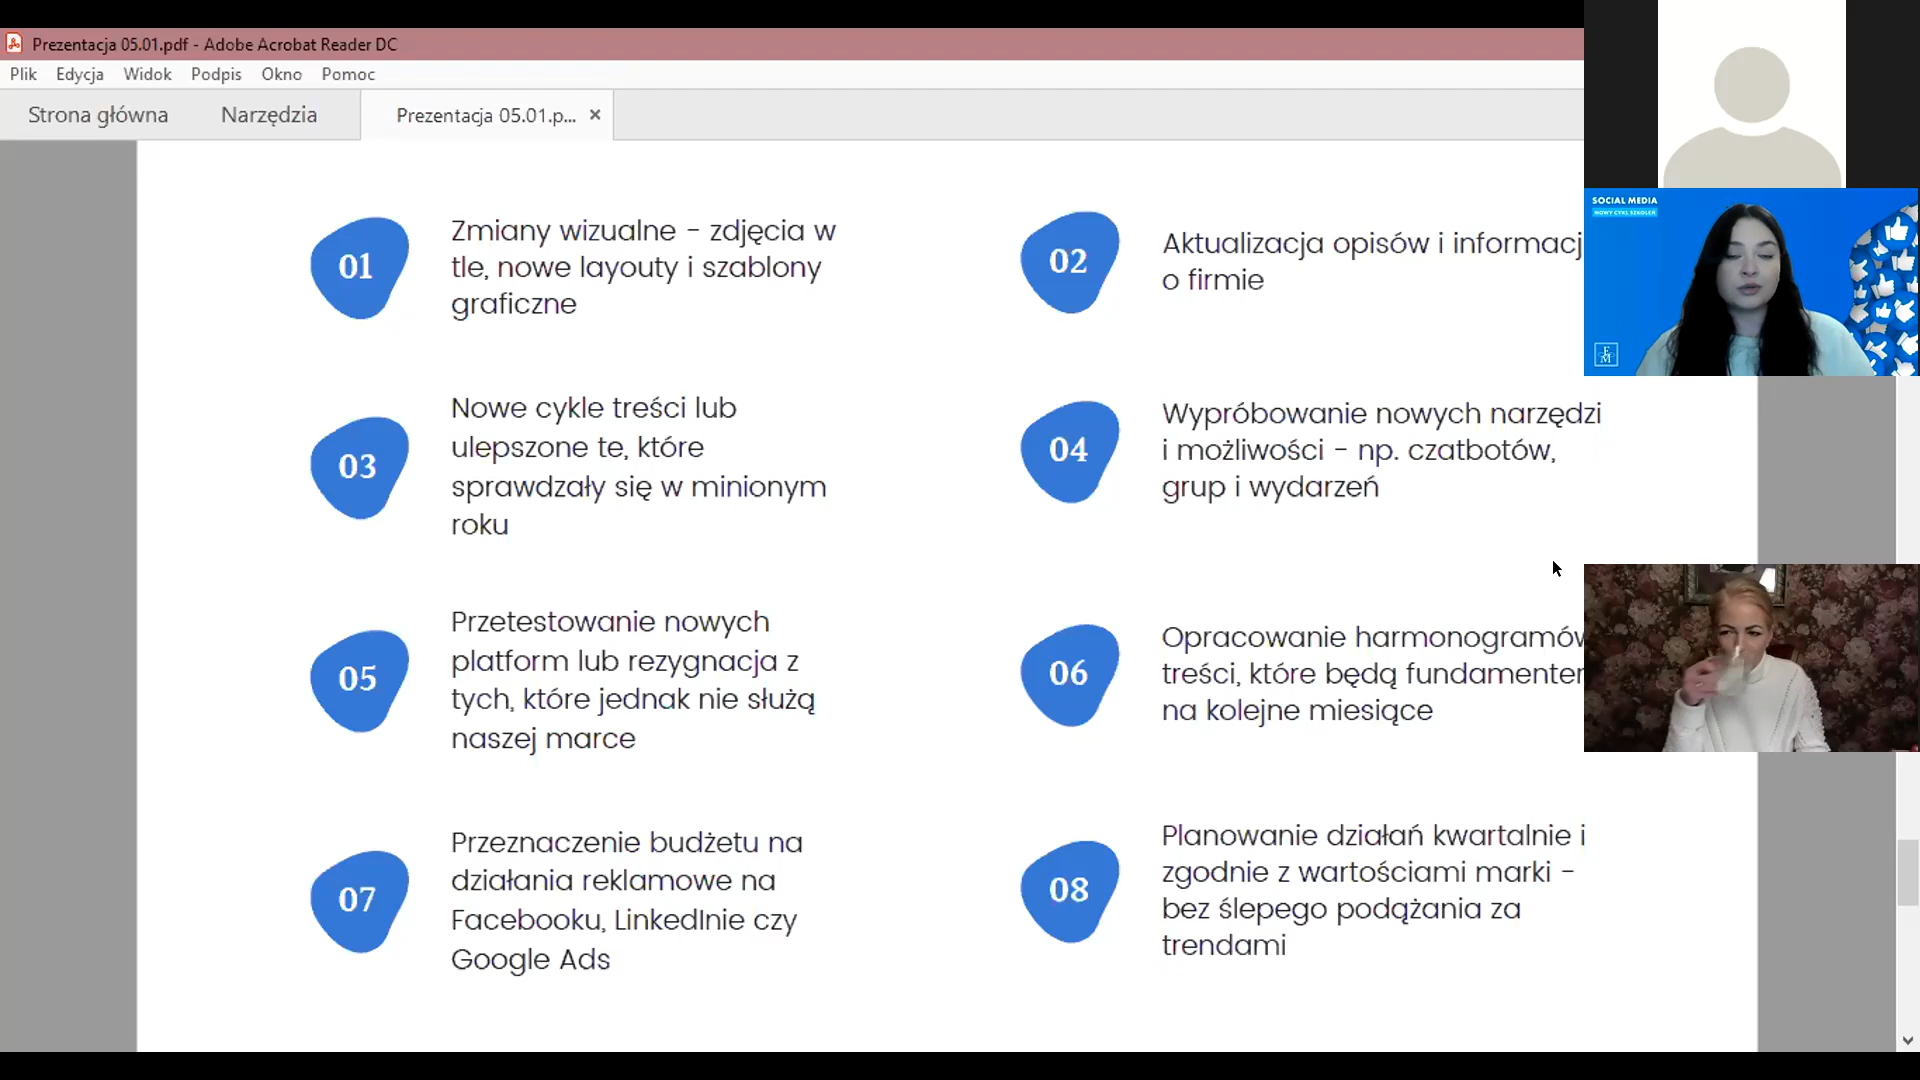 Prezentacja 05.01.pdf - Adobe Acrobat Reader DC
Plik Edycja Widok Podpis Okno Pomoc
Strona główna Narzędzia Prezentacja 05.01.p... ×
SOCIAL MEDIA
NOWY CYKL SZKOLEŃ
FM
01
Zmiany wizualne - zdjęcia w
tle, nowe layouty i szablony
graficzne
02
Aktualizacja opisów i informacj
o firmie
03
Nowe cykle treści lub
ulepszone te, które
sprawdzały się w minionym
roku
04
Wypróbowanie nowych narzędzi
i możliwości - np. czatbotów,
grup i wydarzeń
05
Przetestowanie nowych
platform lub rezygnacja z
tych, które jednak nie służą
naszej marce
06
Opracowanie harmonogramów
treści, które będą fundamentem
na kolejne miesiące
07
Przeznaczenie budżetu na
działania reklamowe na
Facebooku, LinkedInie czy
Google Ads
08
Planowanie działań kwartalnie i
zgodnie z wartościami marki -
bez ślepego podążania za
trendami